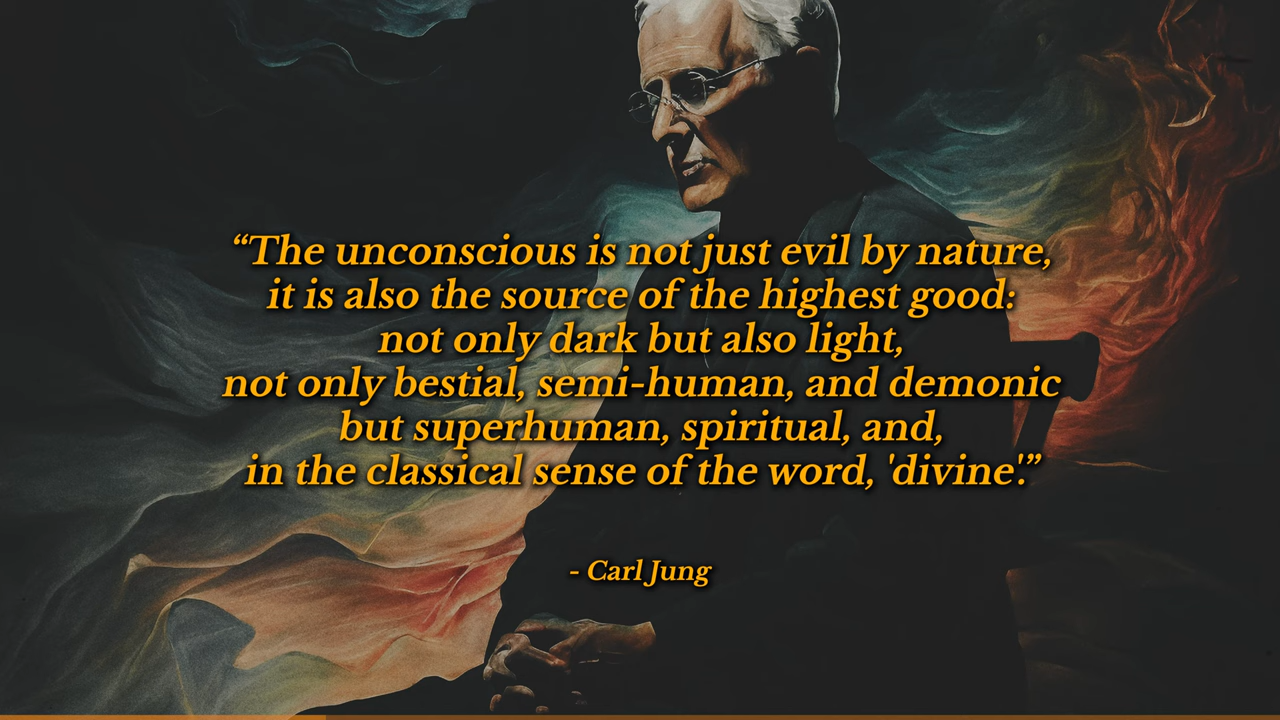 “The unconscious is not just evil by nature,
it is also the source of the highest good:
not only dark but also light,
not only bestial, semi-human, and demonic
but superhuman, spiritual, and,
in the classical sense of the word, 'divine'.”
- Carl Jung